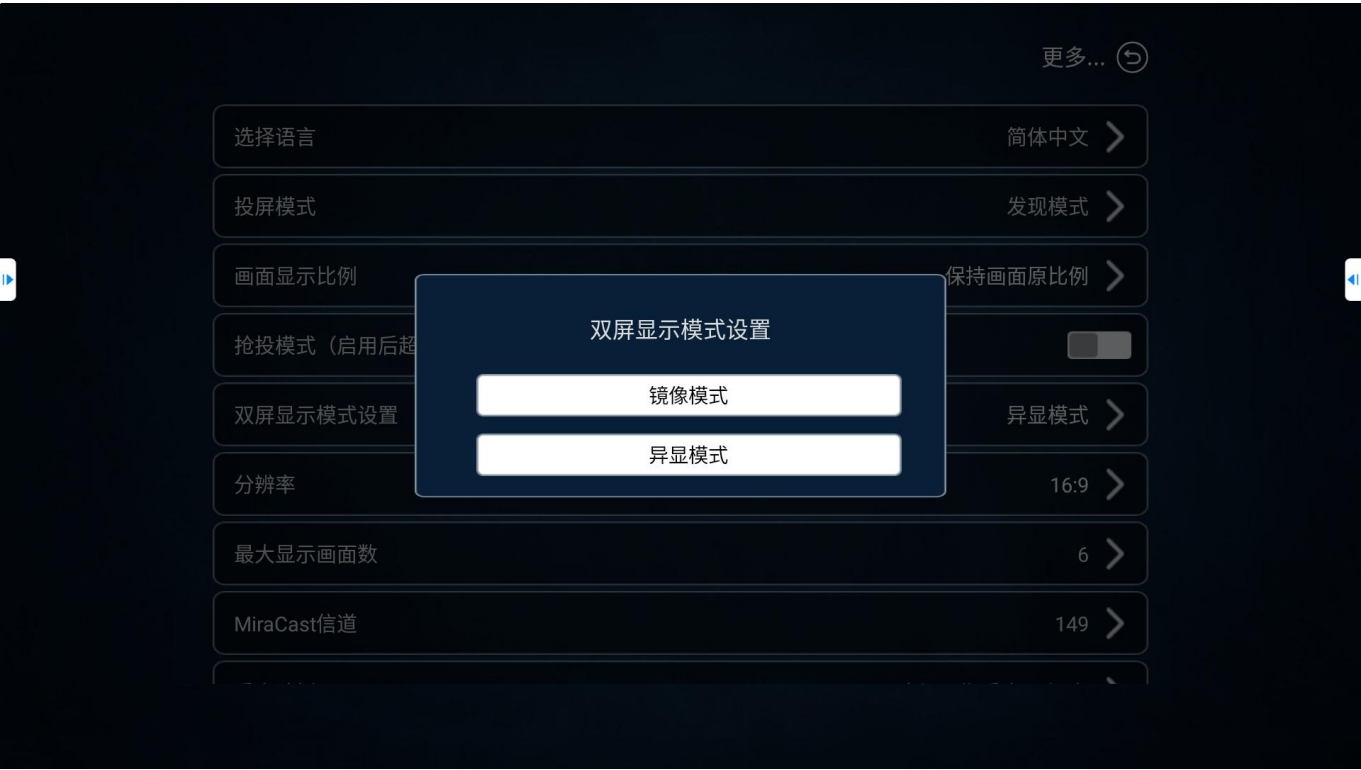 更多...
选择语言 简体中文
投屏模式 发现模式
画面显示比例 保持画面原比例
抢投模式（启用后超
双屏显示模式设置 异显模式
分辨率 16:9
最大显示画面数 6
MiraCast信道 149
双屏显示模式设置
镜像模式
异显模式